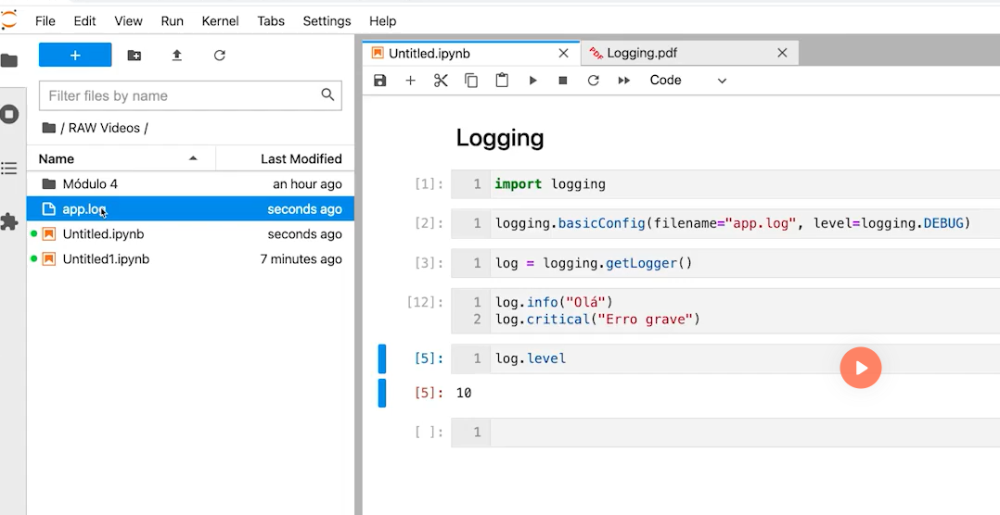 File Edit View Run Kernel Tabs Settings Help
+
Filter files by name
/ RAW Videos /
Name Last Modified
Módulo 4 an hour ago
app.log seconds ago
Untitled.ipynb seconds ago
Untitled1.ipynb 7 minutes ago
Untitled.ipynb
PDF Logging.pdf
Code
Logging
[1]: 1 import logging
[2]: 1 logging.basicConfig(filename="app.log", level=logging.DEBUG)
[3]: 1 log = logging.getLogger()
[12]: 1 log.info("Olá")
2 log.critical("Erro grave")
[5]: 1 log.level
[5]: 10
[ ]: 1